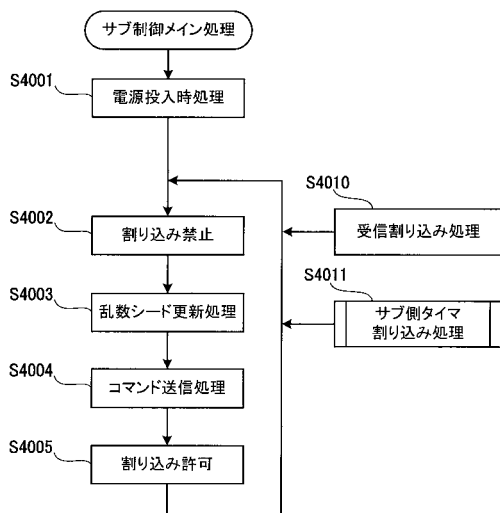 サブ制御メイン処理
S4001
電源投入時処理
S4010
受信割り込み処理
S4002
割り込み禁止
S4011
サブ側タイマ
割り込み処理
S4003
乱数シード更新処理
S4004
コマンド送信処理
S4005
割り込み許可